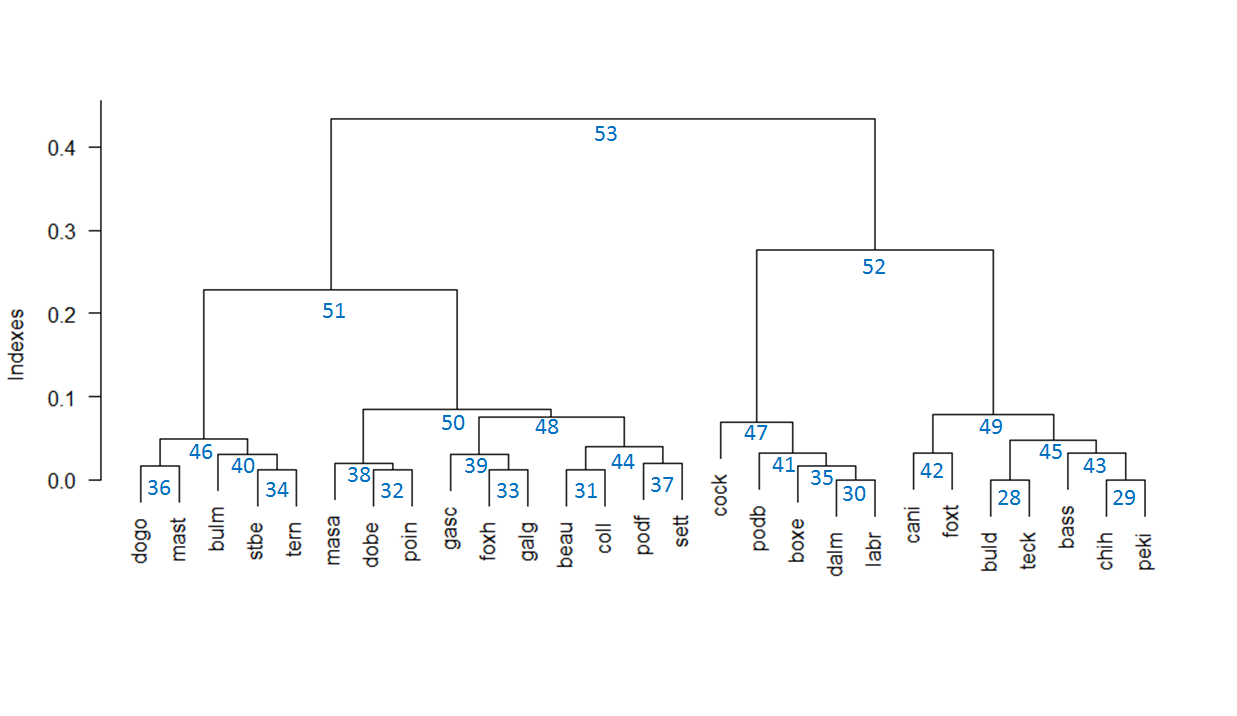 Indexes
0.4
0.3
0.2
0.1
0.0
53
52
51
50
48
47
49
46
40
36
34
38
32
39
33
44
31
37
41
35
30
42
45
43
28
29
dogo
mast
bulm
stbe
tern
masa
dobe
poin
gasc
foxh
galg
beau
coll
podf
sett
cock
podb
boxe
dalm
labr
cani
foxt
buld
teck
bass
chih
peki